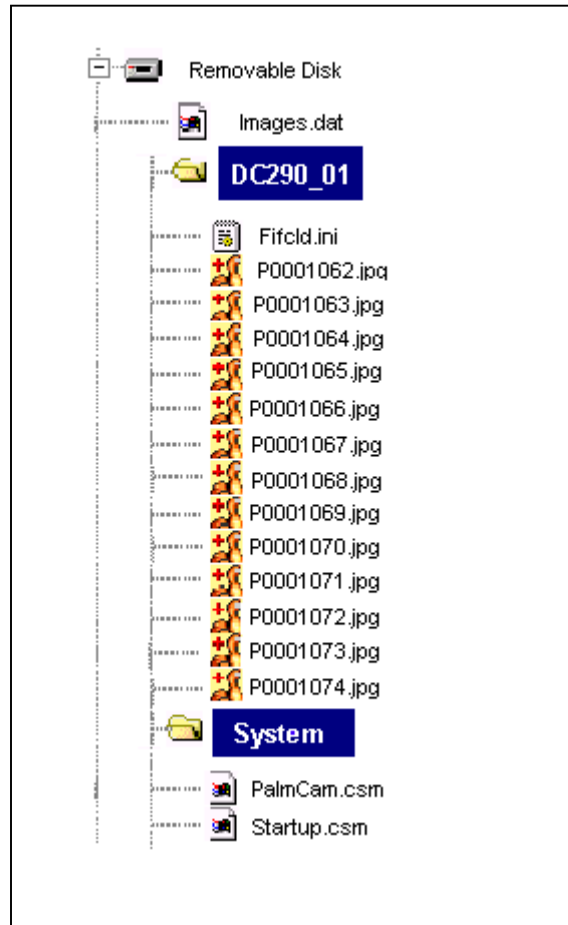 Removable Disk
Images.dat
DC290_01
Fifcld.ini
P0001062.jpg
P0001063.jpg
P0001064.jpg
P0001065.jpg
P0001066.jpg
P0001067.jpg
P0001068.jpg
P0001069.jpg
P0001070.jpg
P0001071.jpg
P0001072.jpg
P0001073.jpg
P0001074.jpg
System
PalmCam.csm
Startup.csm